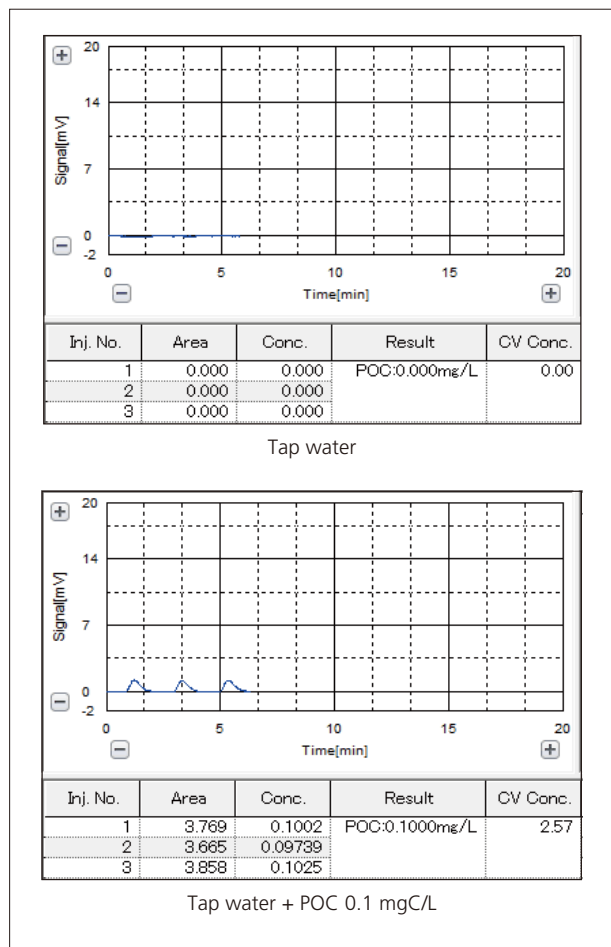 +
20
14
7
0
-2
−
Signal[mV]
0 5 10 15 20
− Time[min] +
Inj. No. Area Conc. Result CV Conc.
1 0.000 0.000 POC:0.000mg/L 0.00
2 0.000 0.000
3 0.000 0.000
Tap water
+
20
14
7
0
-2
−
Signal[mV]
0 5 10 15 20
− Time[min] +
Inj. No. Area Conc. Result CV Conc.
1 3.769 0.1002 POC:0.1000mg/L 2.57
2 3.665 0.09739
3 3.858 0.1025
Tap water + POC 0.1 mgC/L